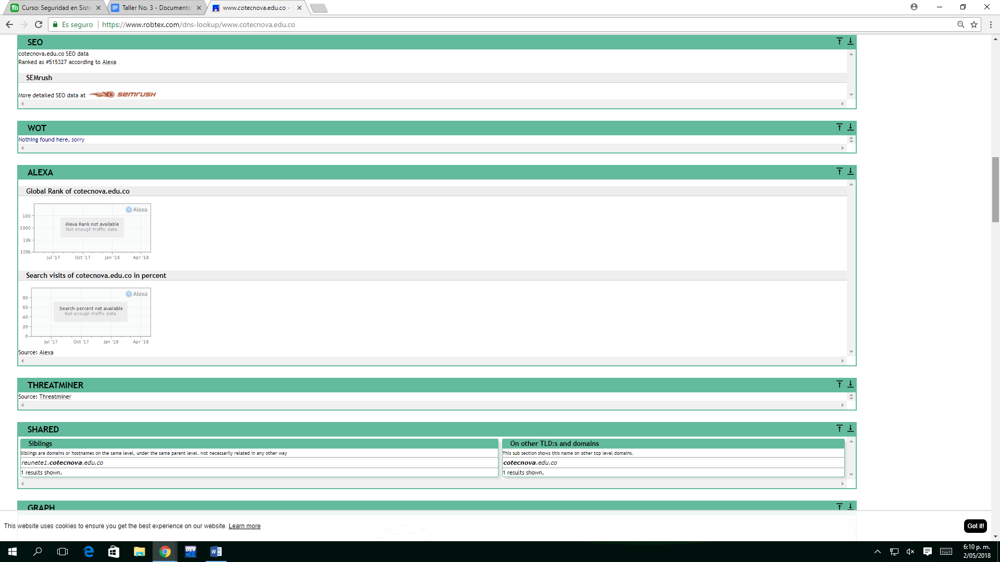 Curso: Seguridad en Siste
Taller No. 3 - Documento
www.cotecnova.edu.co -
Es seguro
https://www.robtex.com/dns-lookup/www.cotecnova.edu.co
SEO
cotecnova.edu.co SEO data
Ranked as #515327 according to Alexa
SEMrush
More detailed SEO data at semrush
WOT
Nothing found here, sorry
ALEXA
Global Rank of cotecnova.edu.co
Alexa
100
1000
10k
100k
Alexa Rank not available
Not enough traffic data.
Jul '17 Oct '17 Jan '18 Apr '18
Search visits of cotecnova.edu.co in percent
Alexa
80
60
40
20
0
Search percent not available
Not enough traffic data.
Jul '17 Oct '17 Jan '18 Apr '18
Source: Alexa
THREATMINER
Source: Threatminer
SHARED
Siblings
Siblings are domains or hostnames on the same level, under the same parent level. Not necessarily related in any other way
reunete1.cotecnova.edu.co
1 results shown.
On other TLD:s and domains
This sub section shows this name on other top level domains.
cotecnova.edu.co
1 results shown.
GRAPH
This website uses cookies to ensure you get the best experience on our website. Learn more
Got it!
DEV
C++
6:10 p. m.
2/05/2018